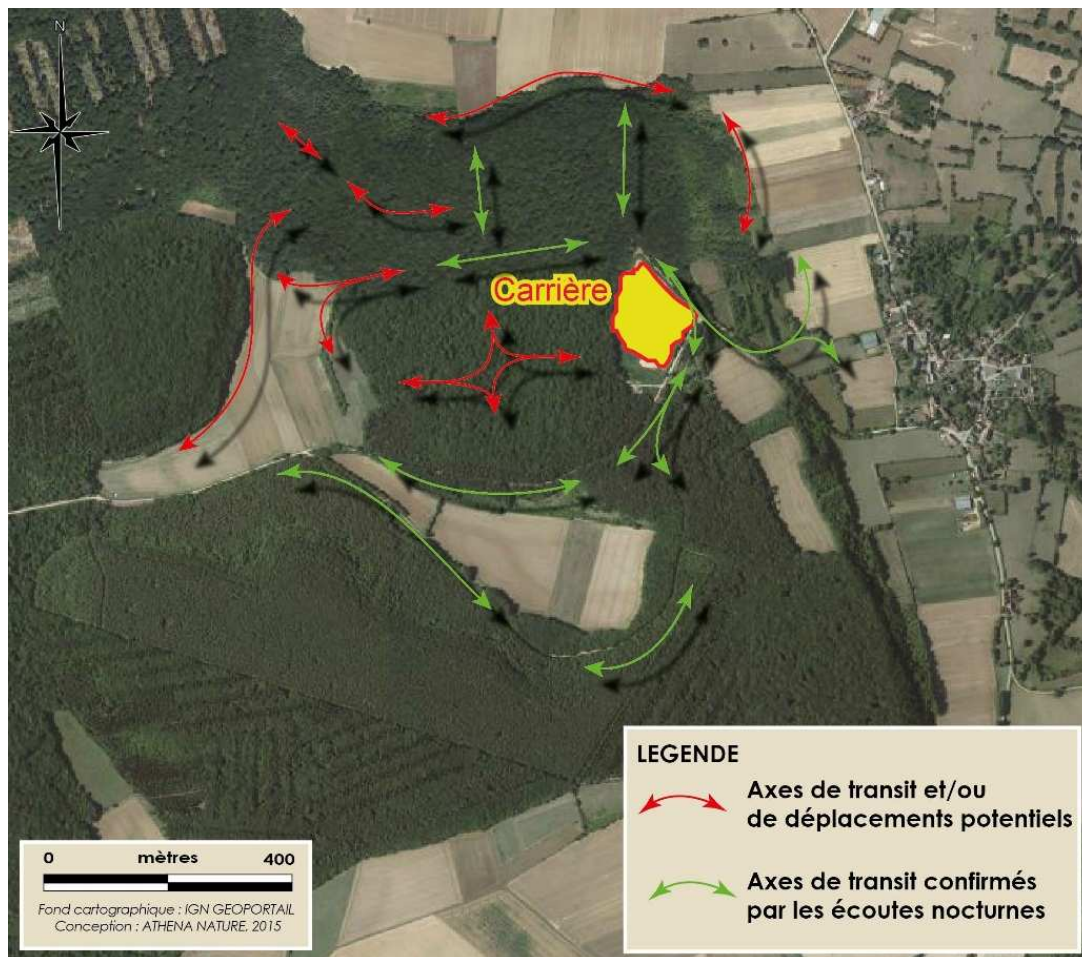 N
Carrière
LEGENDE
Axes de transit et/ou
de déplacements potentiels
Axes de transit confirmés
par les écoutes nocturnes
0 mètres 400
Fond cartographique : IGN GEOPORTAIL
Conception : ATHENA NATURE, 2015